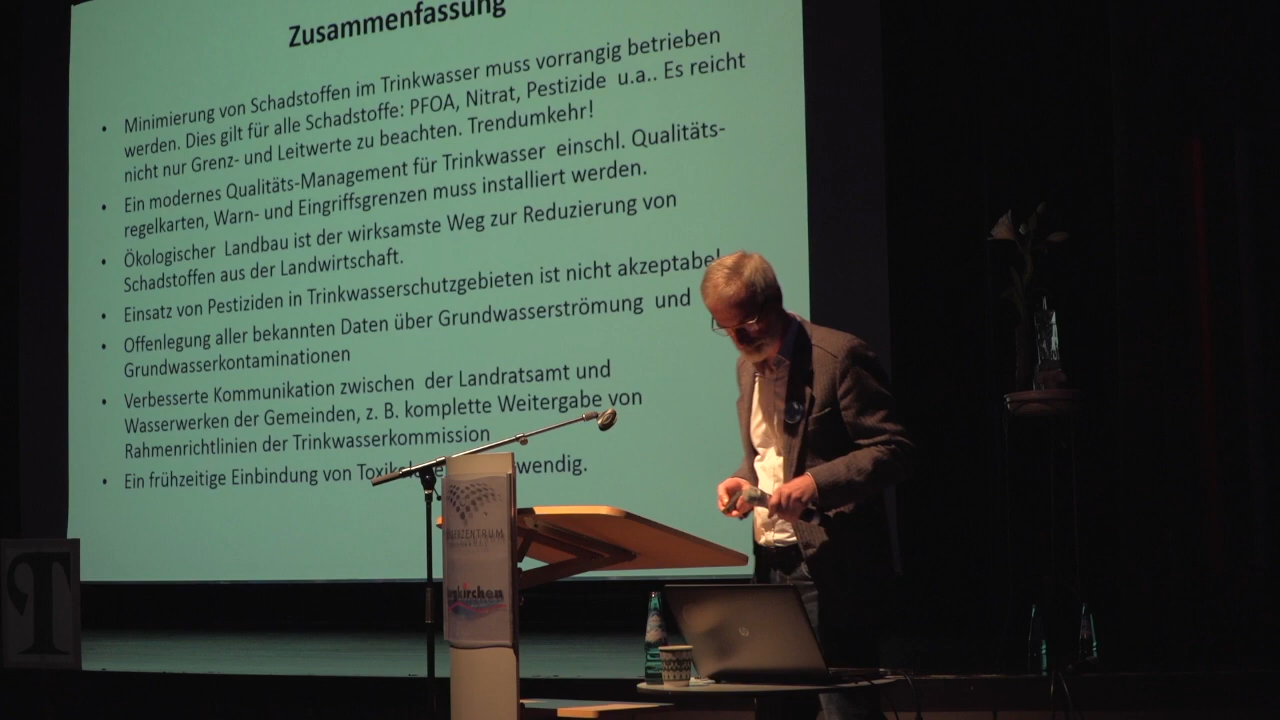 Zusammenfassung
• Minimierung von Schadstoffen im Trinkwasser muss vorrangig betrieben
werden. Dies gilt für alle Schadstoffe: PFOA, Nitrat, Pestizide u.a.. Es reicht
nicht nur Grenz- und Leitwerte zu beachten. Trendumkehr!
• Ein modernes Qualitäts-Management für Trinkwasser einschl. Qualitäts-
regelkarten, Warn- und Eingriffsgrenzen muss installiert werden.
• Ökologischer Landbau ist der wirksamste Weg zur Reduzierung von
Schadstoffen aus der Landwirtschaft.
• Einsatz von Pestiziden in Trinkwasserschutzgebieten ist nicht akzeptabel
• Offenlegung aller bekannten Daten über Grundwasserströmung und
Grundwasserkontaminationen
• Verbesserte Kommunikation zwischen der Landratsamt und
Wasserwerken der Gemeinden, z. B. komplette Weitergabe von
Rahmenrichtlinien der Trinkwasserkommission
• Ein frühzeitige Einbindung von wendig.
T
ERZENTRUM
rgkirchen
hp